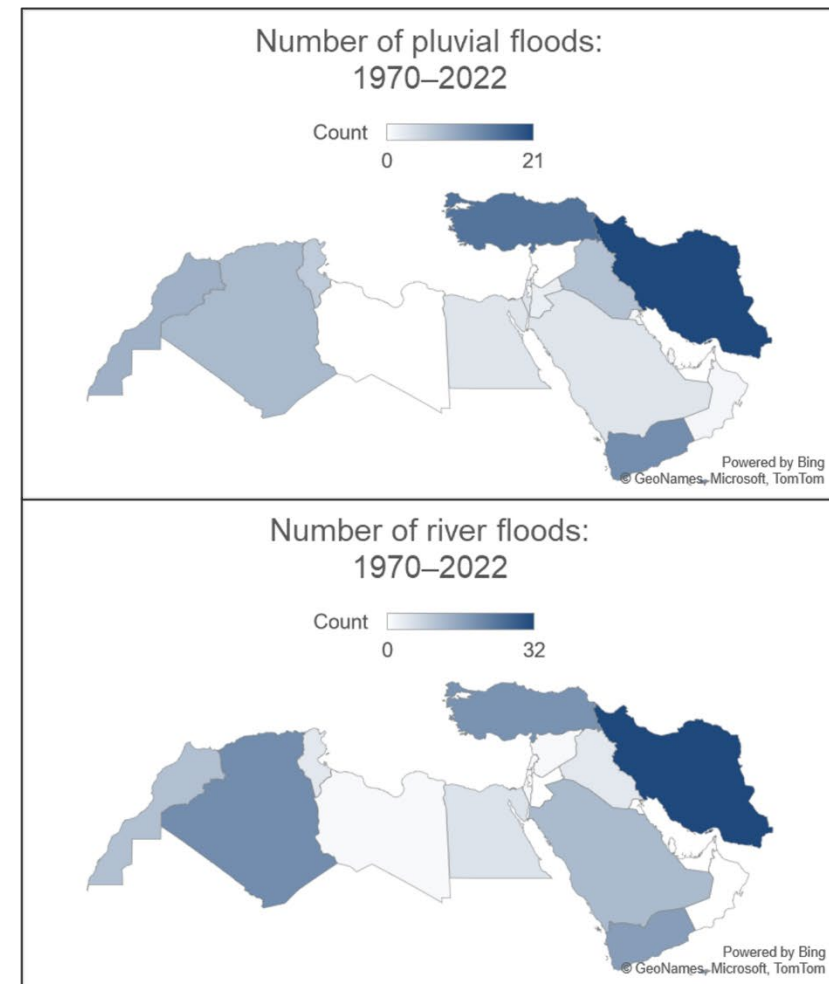 Number of pluvial floods:
1970–2022
Count
0
21
Powered by Bing
© GeoNames, Microsoft, TomTom
Number of river floods:
1970–2022
Count
0
32
Powered by Bing
© GeoNames, Microsoft, TomTom